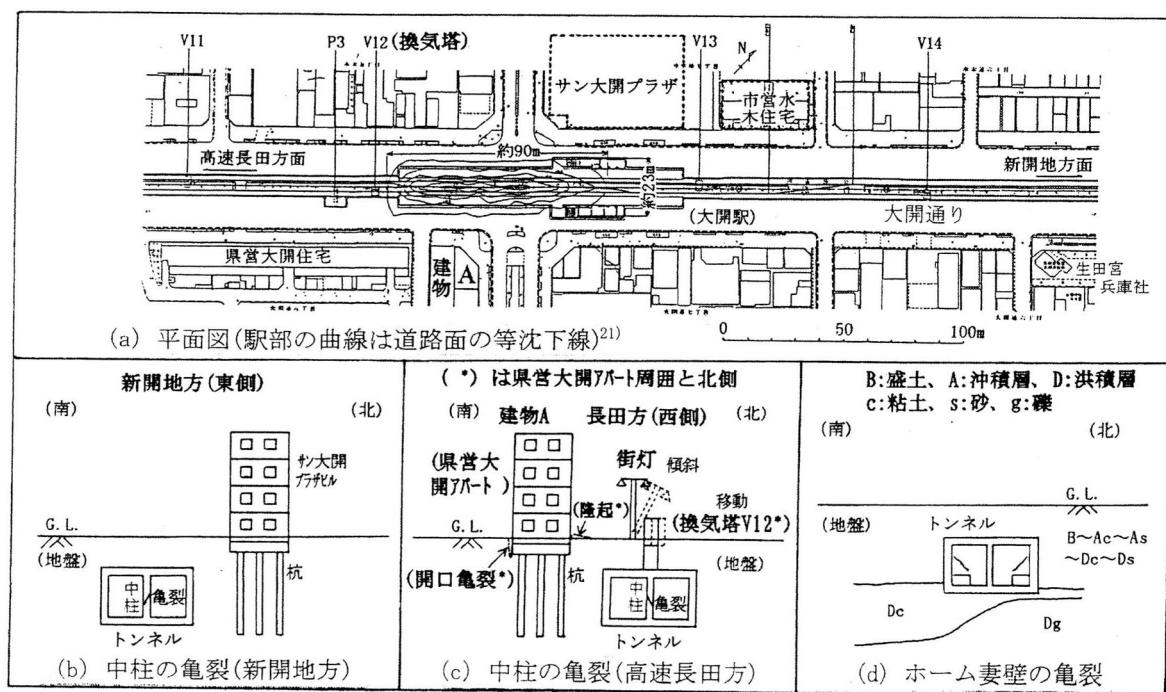 V11
P3
V12(換気塔)
V13
V14
N
サン大開プラザ
市営水
木住宅
約90m
約23m
高速長田方面
新開地方面
(大開駅)
大開通り
県営大開住宅
建物
A
生田宮
兵庫社
0
50
100m
(a) 平面図(駅部の曲線は道路面の等沈下線)21)
新開地方(東側)
(南)
(北)
サン大開
プラザビル
G.L.
(地盤)
杭
中柱
亀裂
トンネル
(b) 中柱の亀裂(新開地方)
(*)は県営大開アパート周囲と北側
(南)
建物A
長田方(西側)
(北)
(県営大
開アパート)
街灯
傾斜
移動
(隆起*)
(換気塔V12*)
G.L.
(地盤)
(開口亀裂*)
杭
中柱
亀裂
トンネル
(c) 中柱の亀裂(高速長田方)
B:盛土、A:沖積層、D:洪積層
c:粘土、s:砂、g:礫
(南)
(北)
G.L.
(地盤)
トンネル
B~Ac~As
~Dc~Ds
Dc
Dg
(d) ホーム妻壁の亀裂